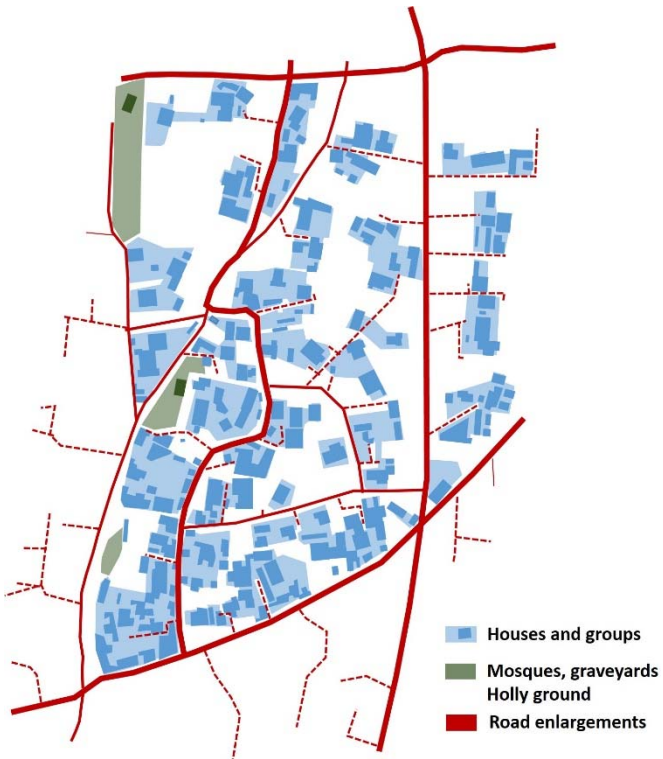 Houses and groups
Mosques, graveyards
Holly ground
Road enlargements